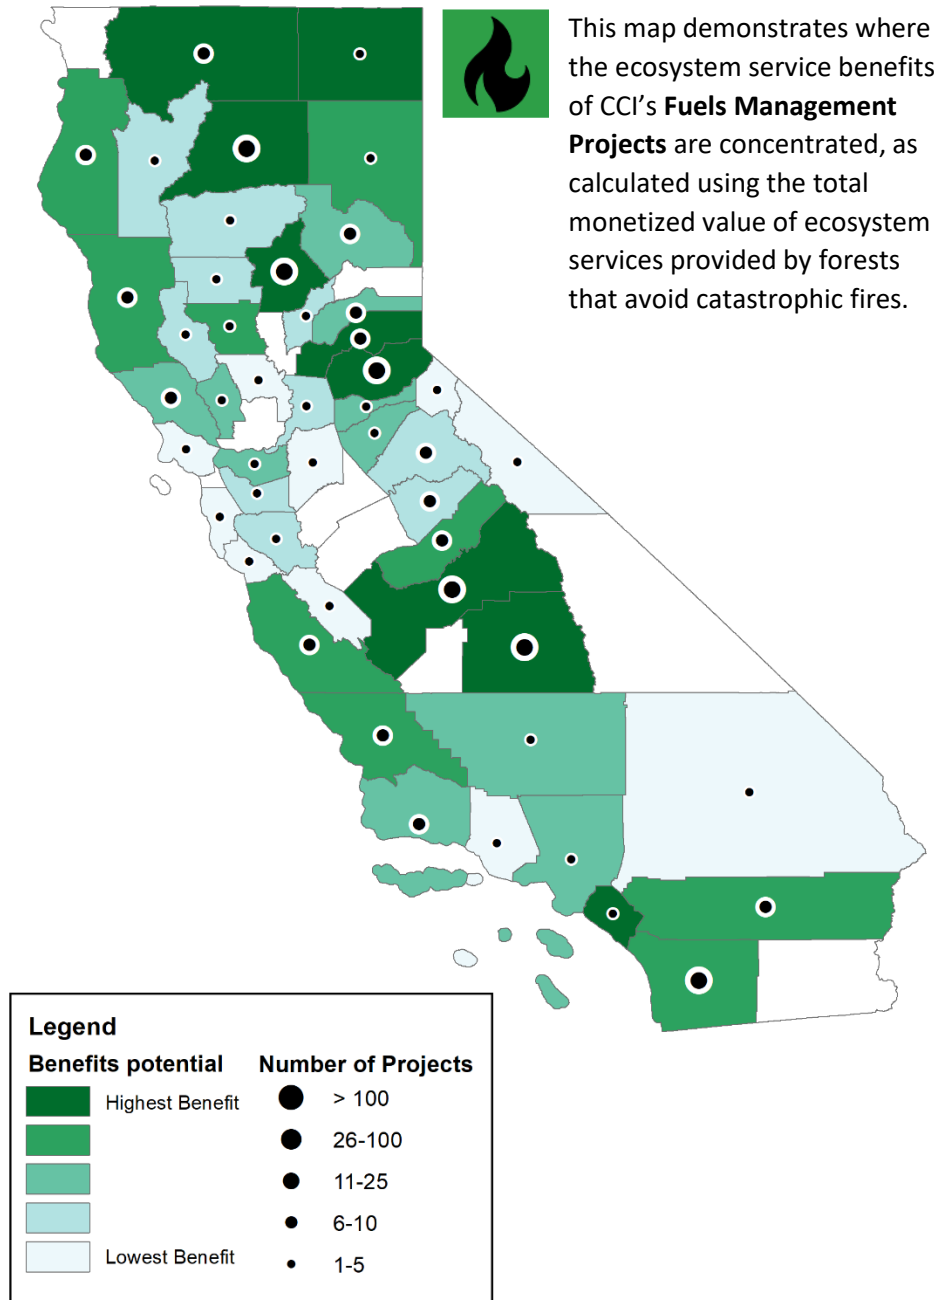 This map demonstrates where
the ecosystem service benefits
of CCI’s Fuels Management
Projects are concentrated, as
calculated using the total
monetized value of ecosystem
services provided by forests
that avoid catastrophic fires.
Legend
Benefits potential
Highest Benefit
Lowest Benefit
Number of Projects
> 100
26-100
11-25
6-10
1-5